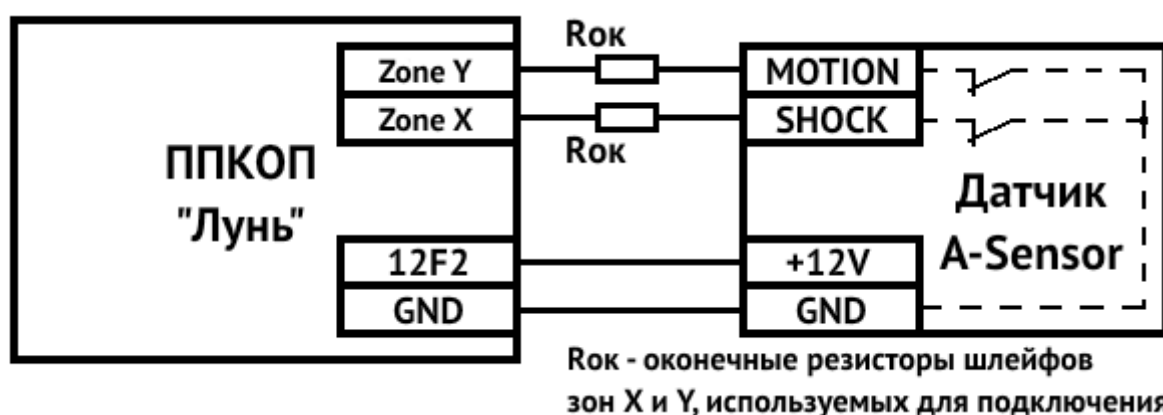 Rок
Zone Y
MOTION
Zone X
SHOCK
Rок
ППКОП
"Лунь"
Датчик
A-Sensor
12F2
+12V
GND
GND
Rок - оконечные резисторы шлейфов
зон X и Y, используемых для подключения